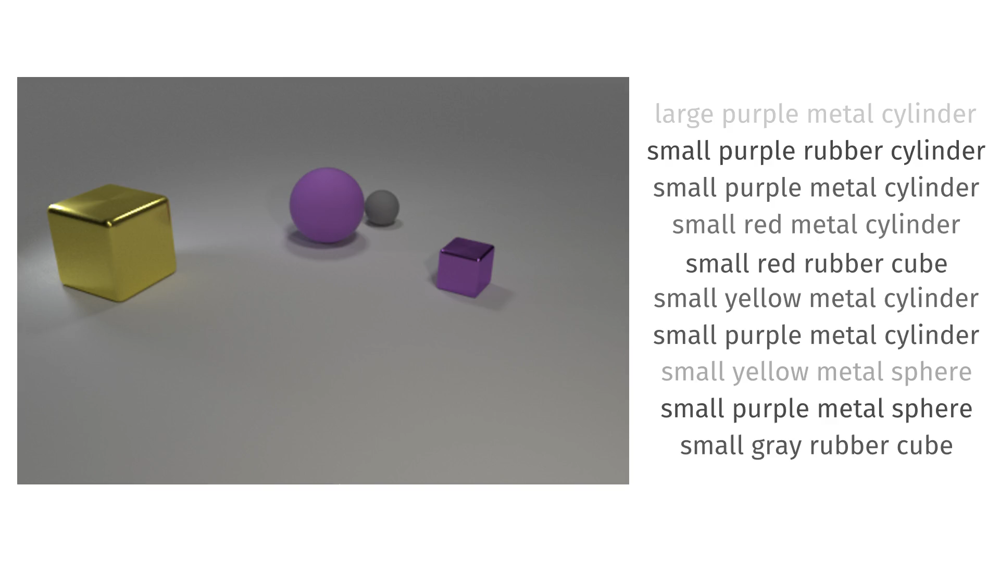 large purple metal cylinder
small purple rubber cylinder
small purple metal cylinder
small red metal cylinder
small red rubber cube
small yellow metal cylinder
small purple metal cylinder
small yellow metal sphere
small purple metal sphere
small gray rubber cube